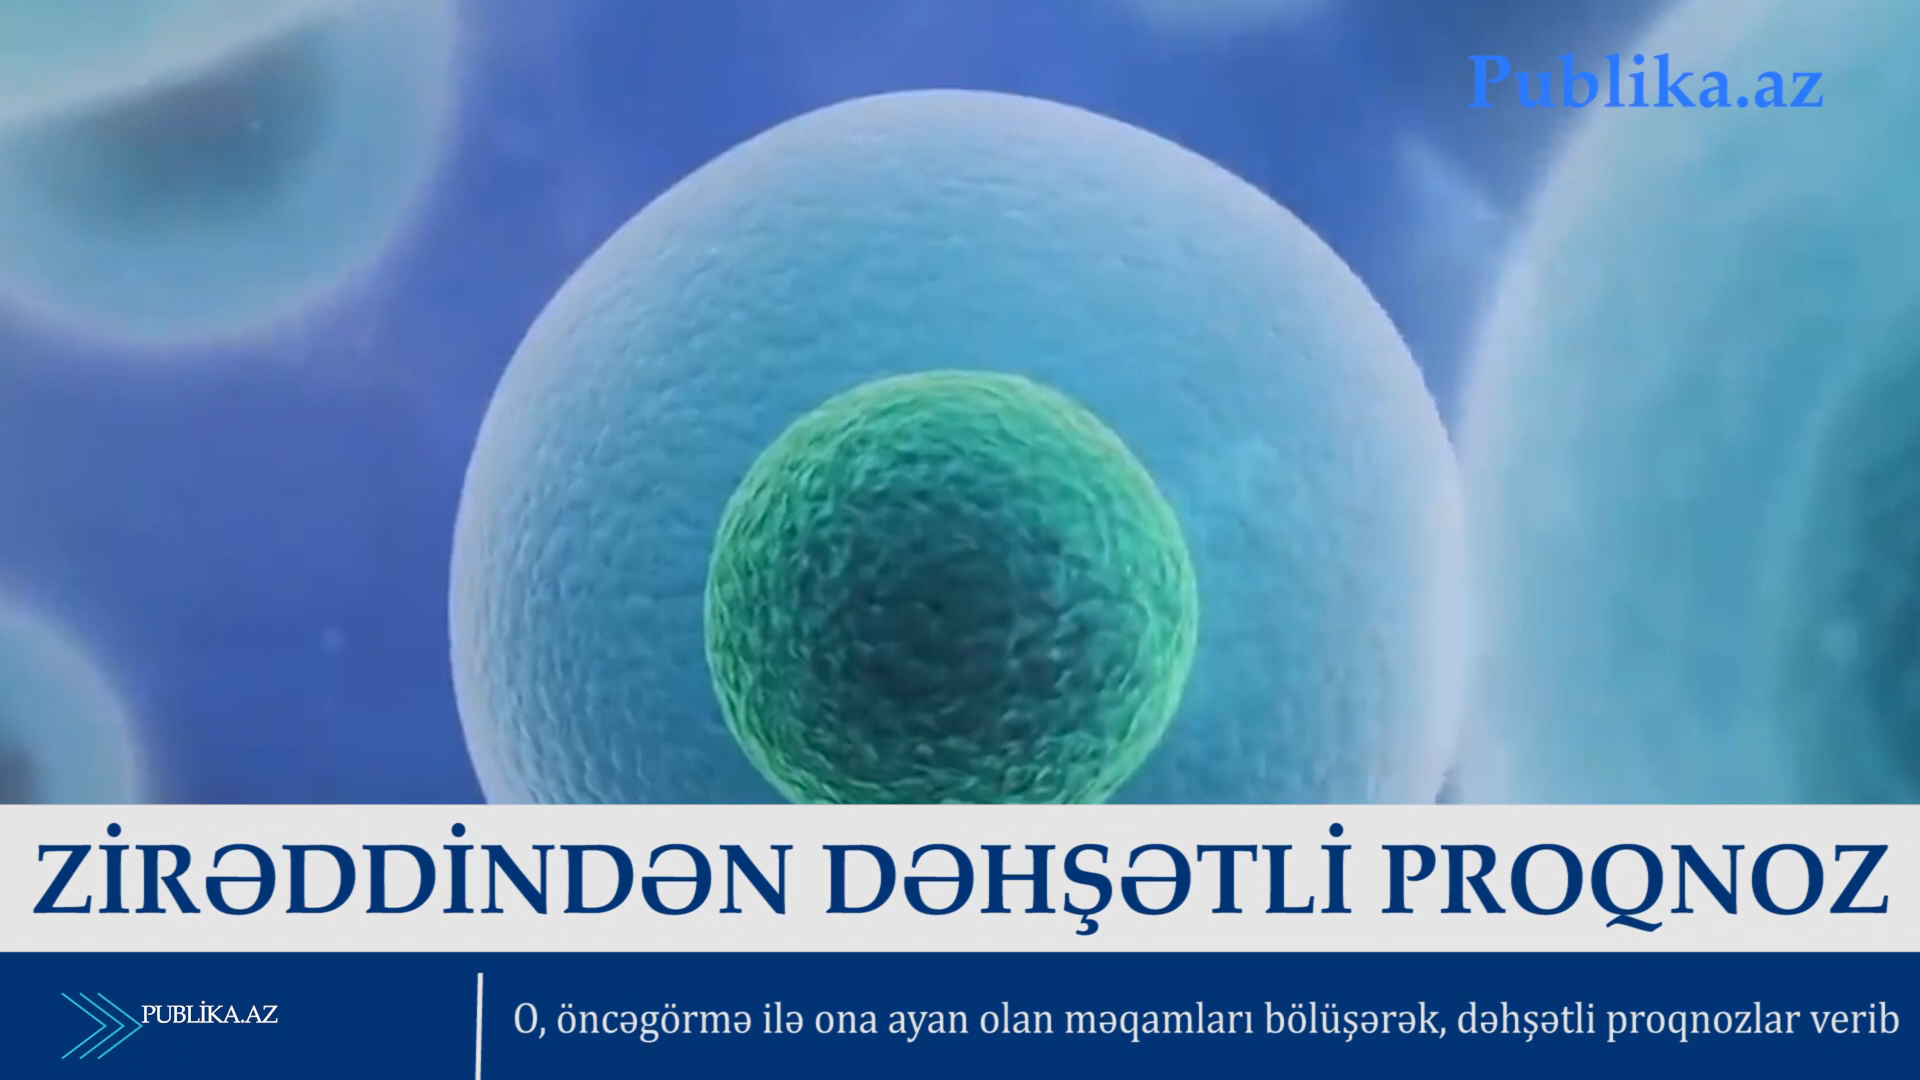 Publika.az
ZİRƏDDİNDƏN DƏHŞƏTLİ PROQNOZ
PUBLİKA.AZ
O, öncəgörmə ilə ona ayan olan məqamları bölüşərək, dəhşətli proqnozlar verib